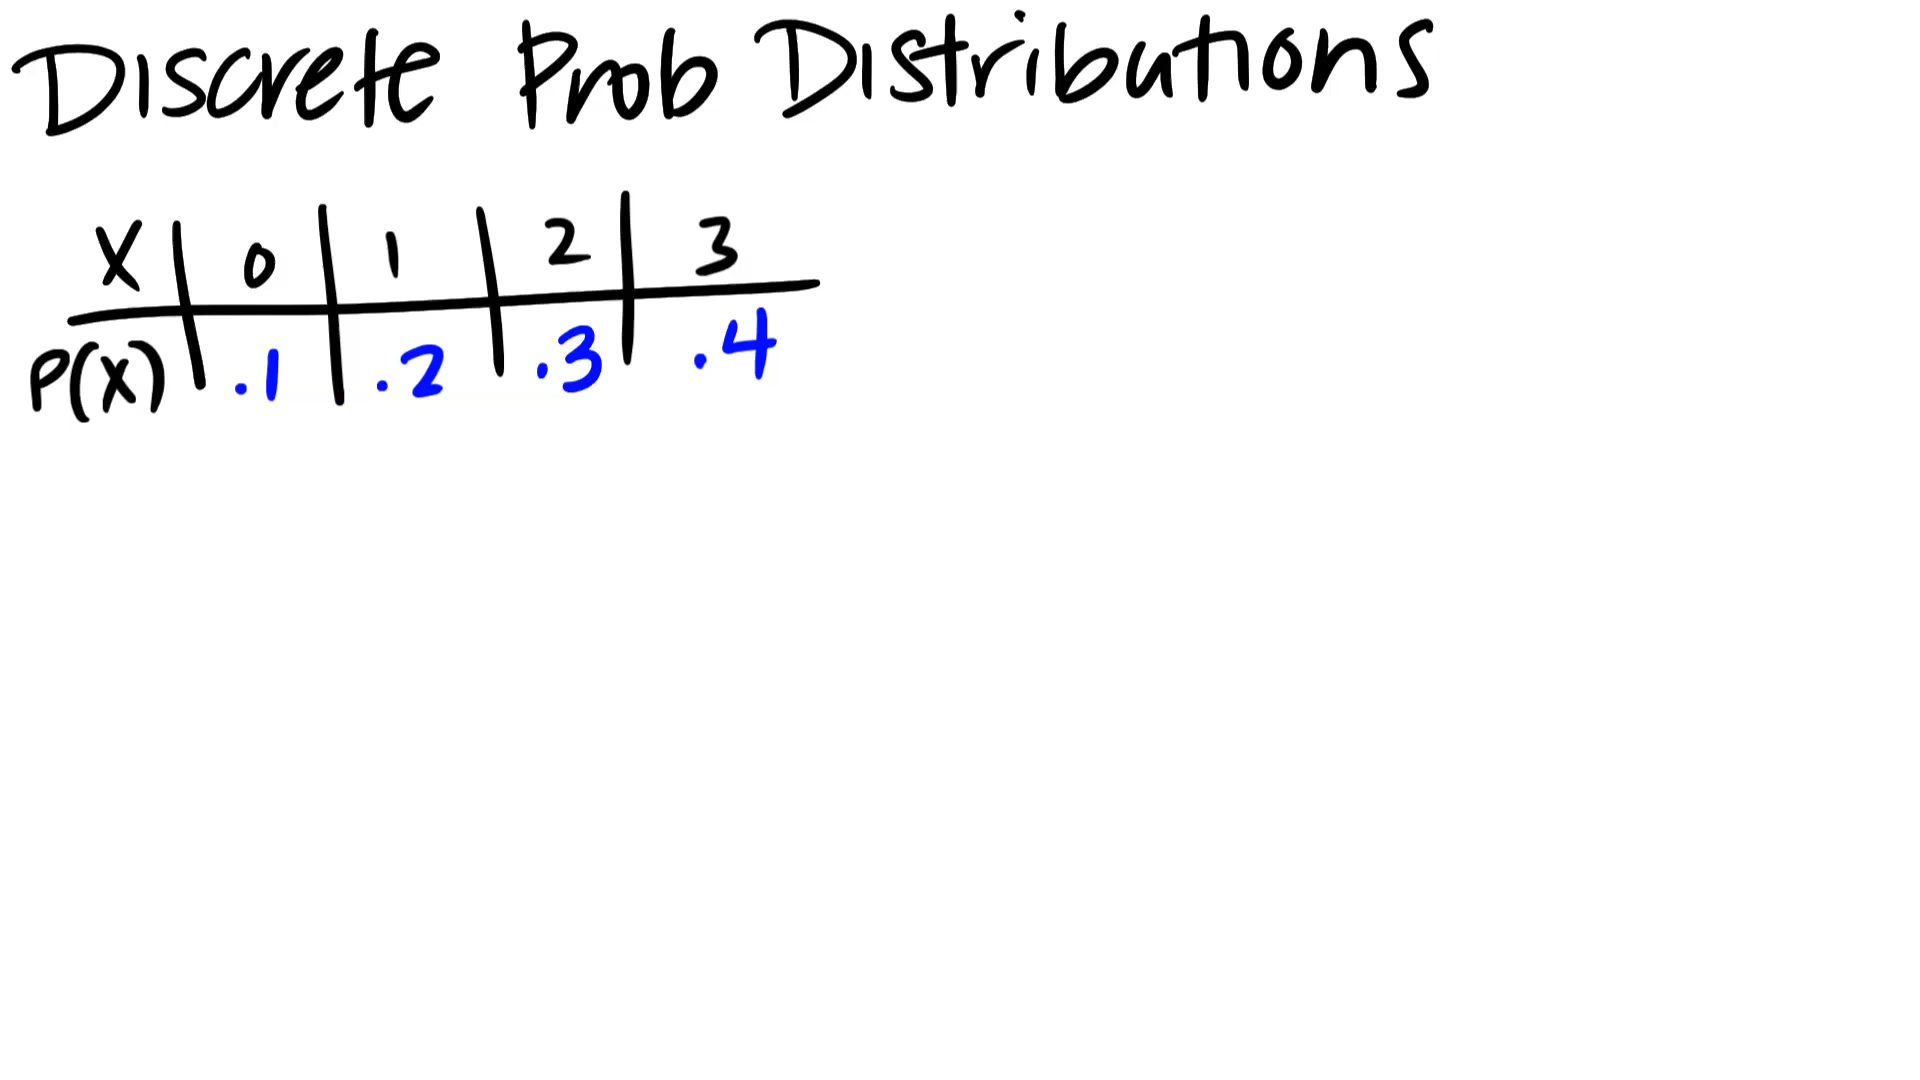 Discrete Prob Distributions
X 0 1 2 3
P(X) .1 .2 .3 .4